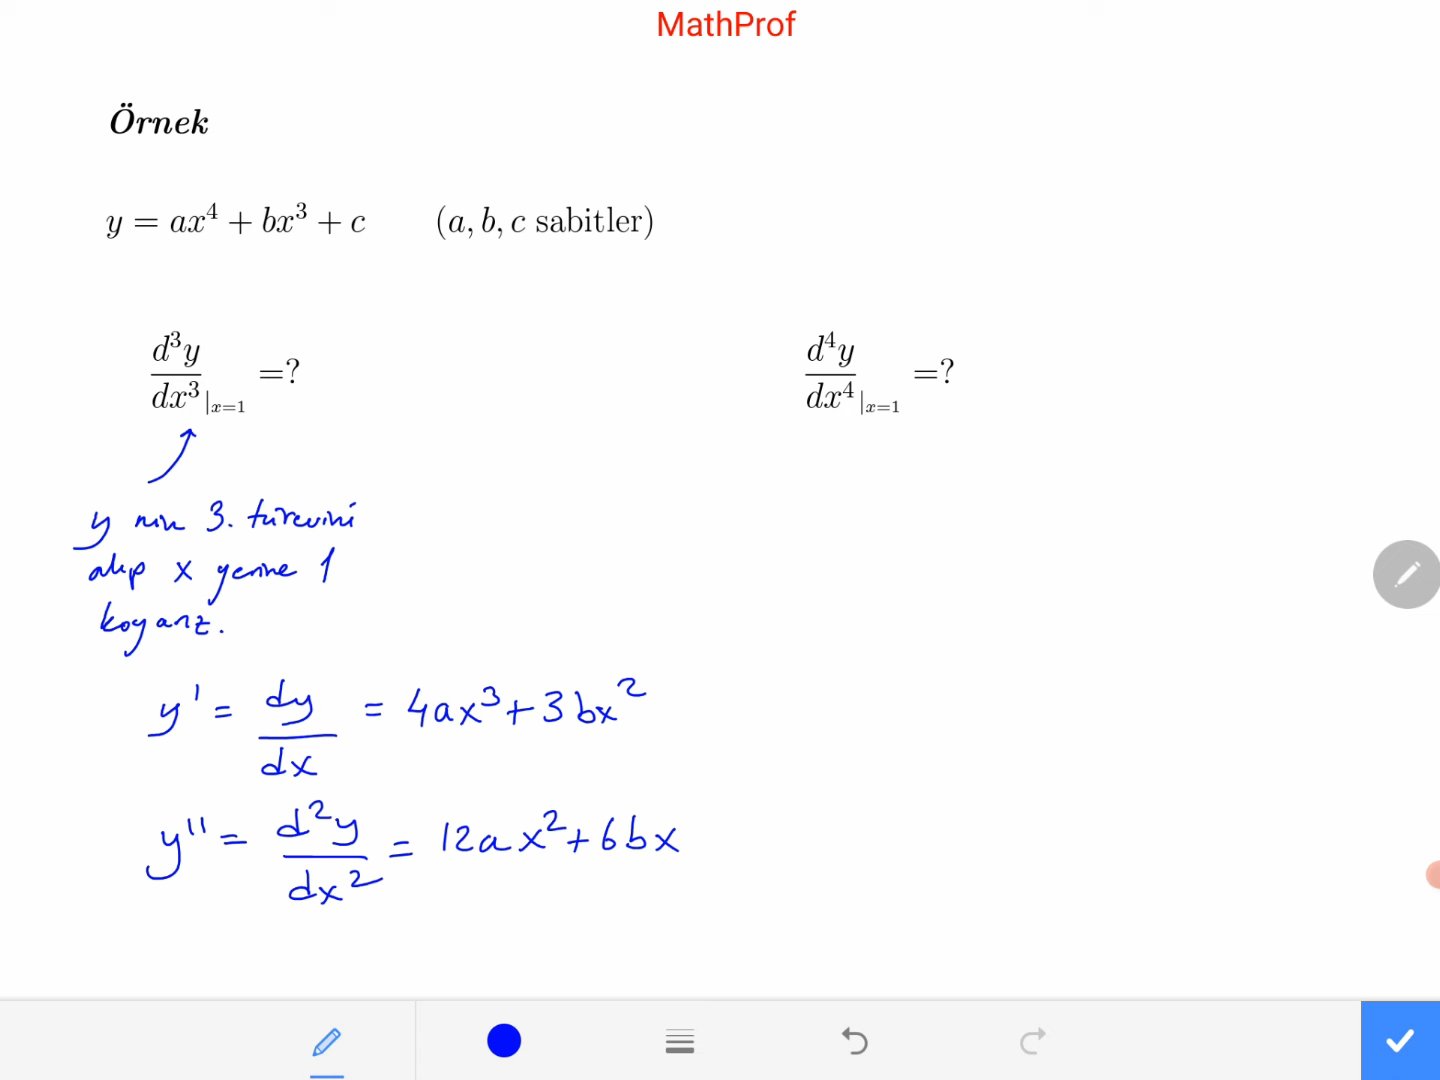 MathProf
Örnek
y = ax⁴ + bx³ + c (a, b, c sabitler)
d³y/dx³|x=1 =?
d⁴y/dx⁴|x=1 =?
y nin 3. türevini
alıp x yerine 1
koyarız.
y' = dy/dx = 4ax³+3bx²
y'' = d²y/dx² = 12ax²+6bx